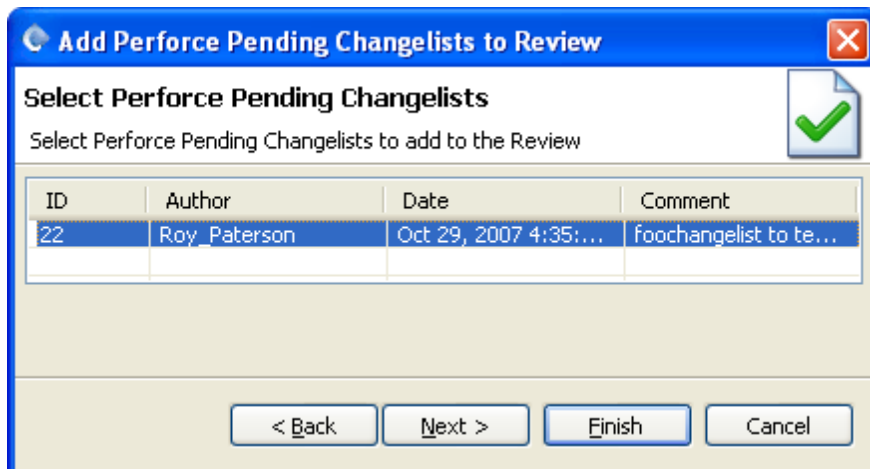 Add Perforce Pending Changelists to Review
Select Perforce Pending Changelists
Select Perforce Pending Changelists to add to the Review
ID Author Date Comment
22 Roy_Paterson Oct 29, 2007 4:35:... foochangelist to te...
< Back Next > Finish Cancel